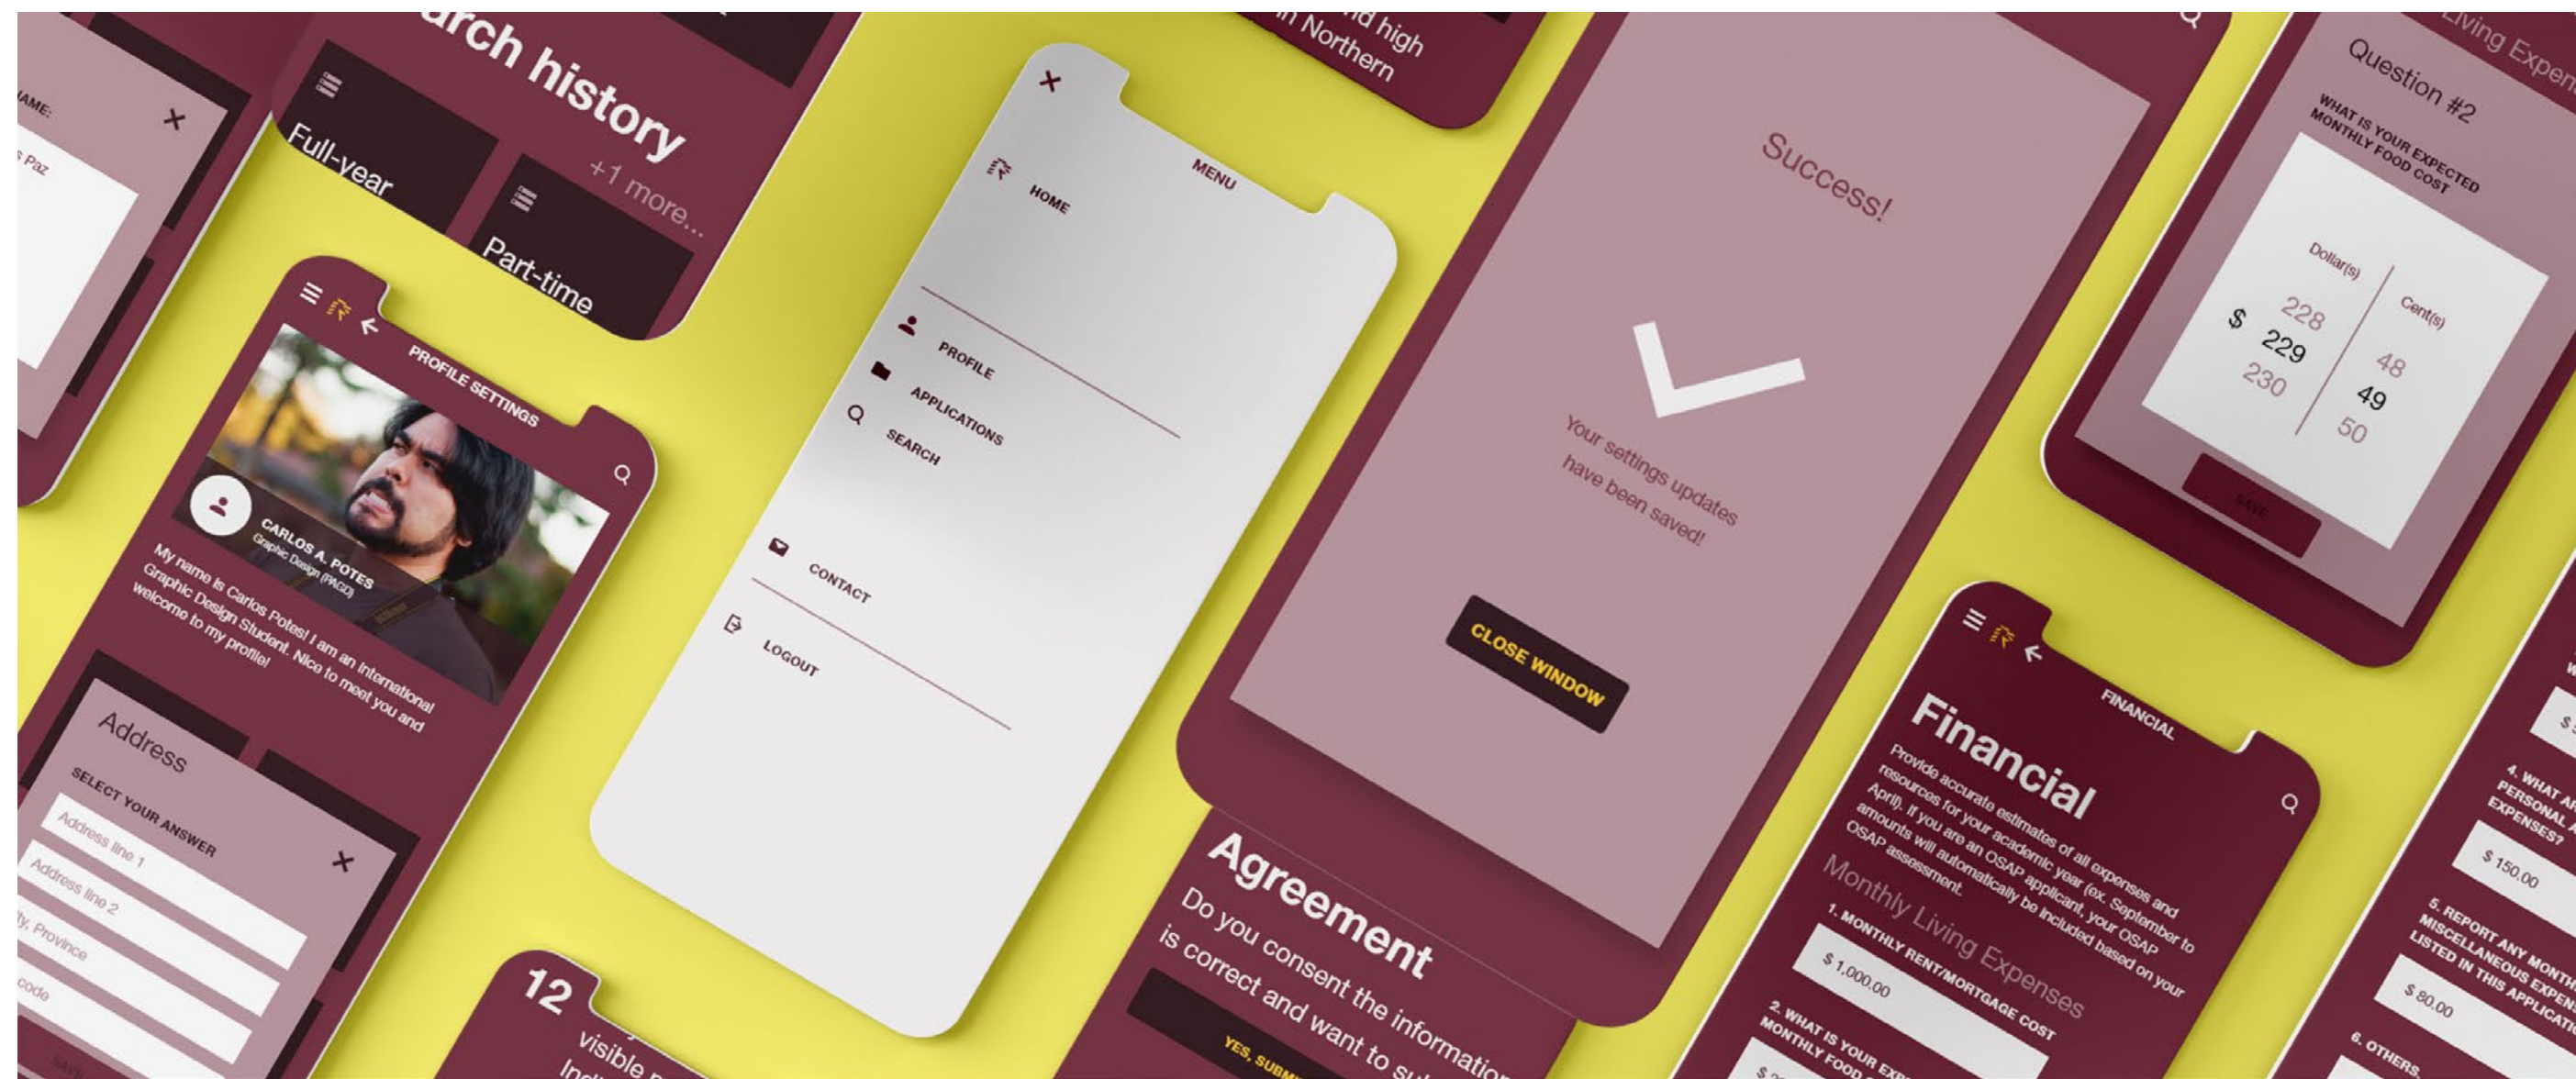 NAME:
s Paz
arch history
+1 more...
Full-year
Part-time
PROFILE SETTINGS
CARLOS A. POTES
Graphic Design (PAGD)
My name is Carlos Potes! I am an International
Graphic Design Student. Nice to meet you and
welcome to my profile!
Address
SELECT YOUR ANSWER
Address line 1
Address line 2
ty, Province
code
SAVE
12
visible
MENU
HOME
PROFILE
APPLICATIONS
SEARCH
CONTACT
LOGOUT
nd high
in Northern
Success!
Your settings updates
have been saved!
CLOSE WINDOW
Agreement
Do you consent the information
is correct and want to
YES, SUBMI
Living Expens
Question #2
WHAT IS YOUR EXPECTED
MONTHLY FOOD COST
Dollar(s)
Cent(s)
228
48
$ 229
49
230
50
SAVE
FINANCIAL
Financial
Provide accurate estimates of all expenses and
resources for your academic year (ex. September to
April). If you are an OSAP applicant, your OSAP
amounts will automatically be included based on your
OSAP assessment.
Monthly Living Expenses
1. MONTHLY RENT/MORTGAGE COST
$ 1,000.00
2. WHAT IS YOUR EXP
MONTHLY FOOD
4. WHAT A
PERSONAL
EXPENSES?
$ 150.00
5. REPORT ANY MONTH
MISCELLANEOUS EXPEN
LISTED IN THIS APPLICATI
$ 80.00
6. OTHERS